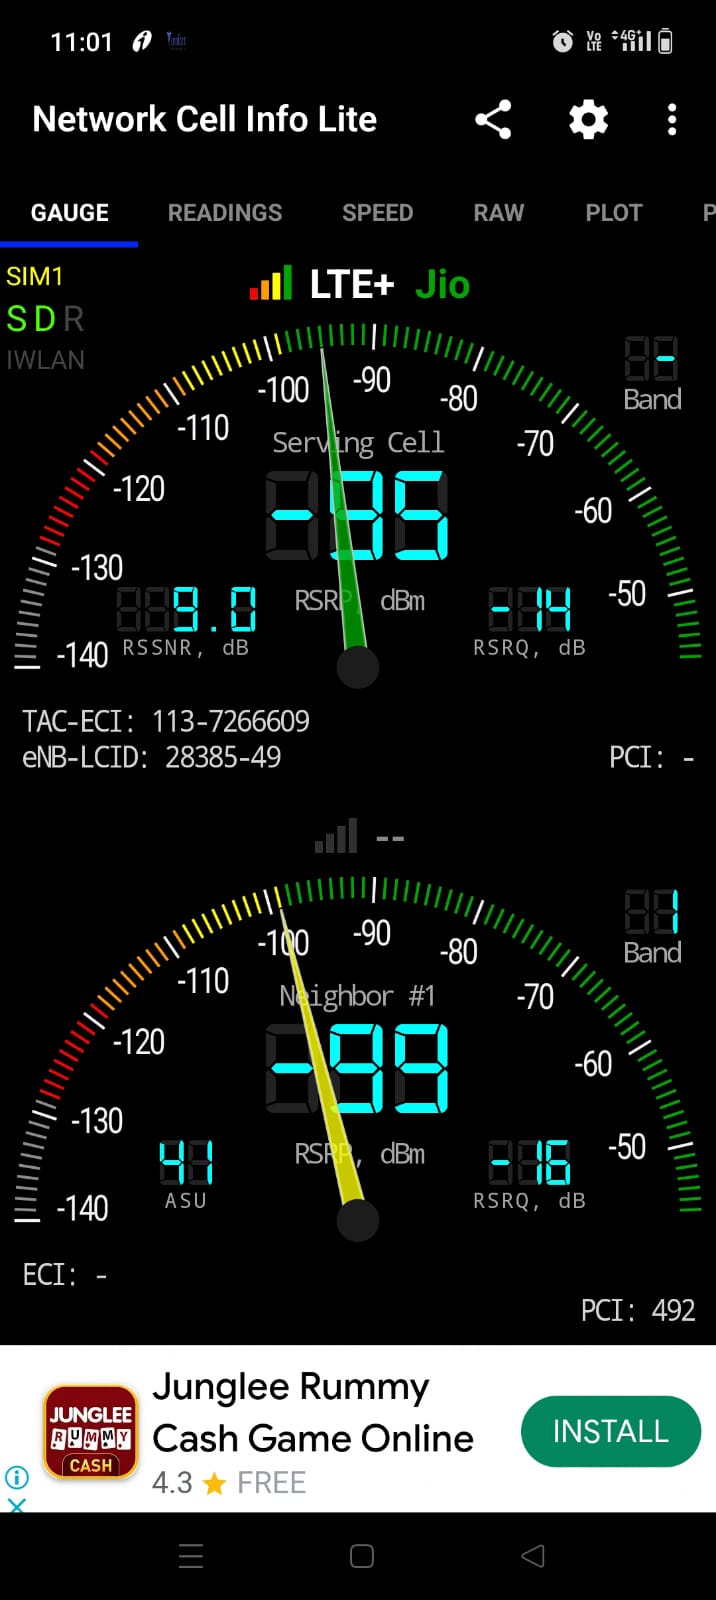 11:01
Vo LTE 4G+
Network Cell Info Lite
GAUGE READINGS SPEED RAW PLOT P
SIM1
LTE+ Jio
S D R
IWLAN
-
Band
-140 -130 -120 -110 -100 -90 -80 -70 -60 -50
Serving Cell
-95
RSRP, dBm
9.0
RSSNR, dB
-14
RSRQ, dB
TAC-ECI: 113-7266609
eNB-LCID: 28385-49
PCI: -
--
1
Band
-140 -130 -120 -110 -100 -90 -80 -70 -60 -50
Neighbor #1
-99
RSRP, dBm
41
ASU
-16
RSRQ, dB
ECI: -
PCI: 492
JUNGLEE
RUMMY
CASH
Junglee Rummy
Cash Game Online
4.3 FREE
INSTALL